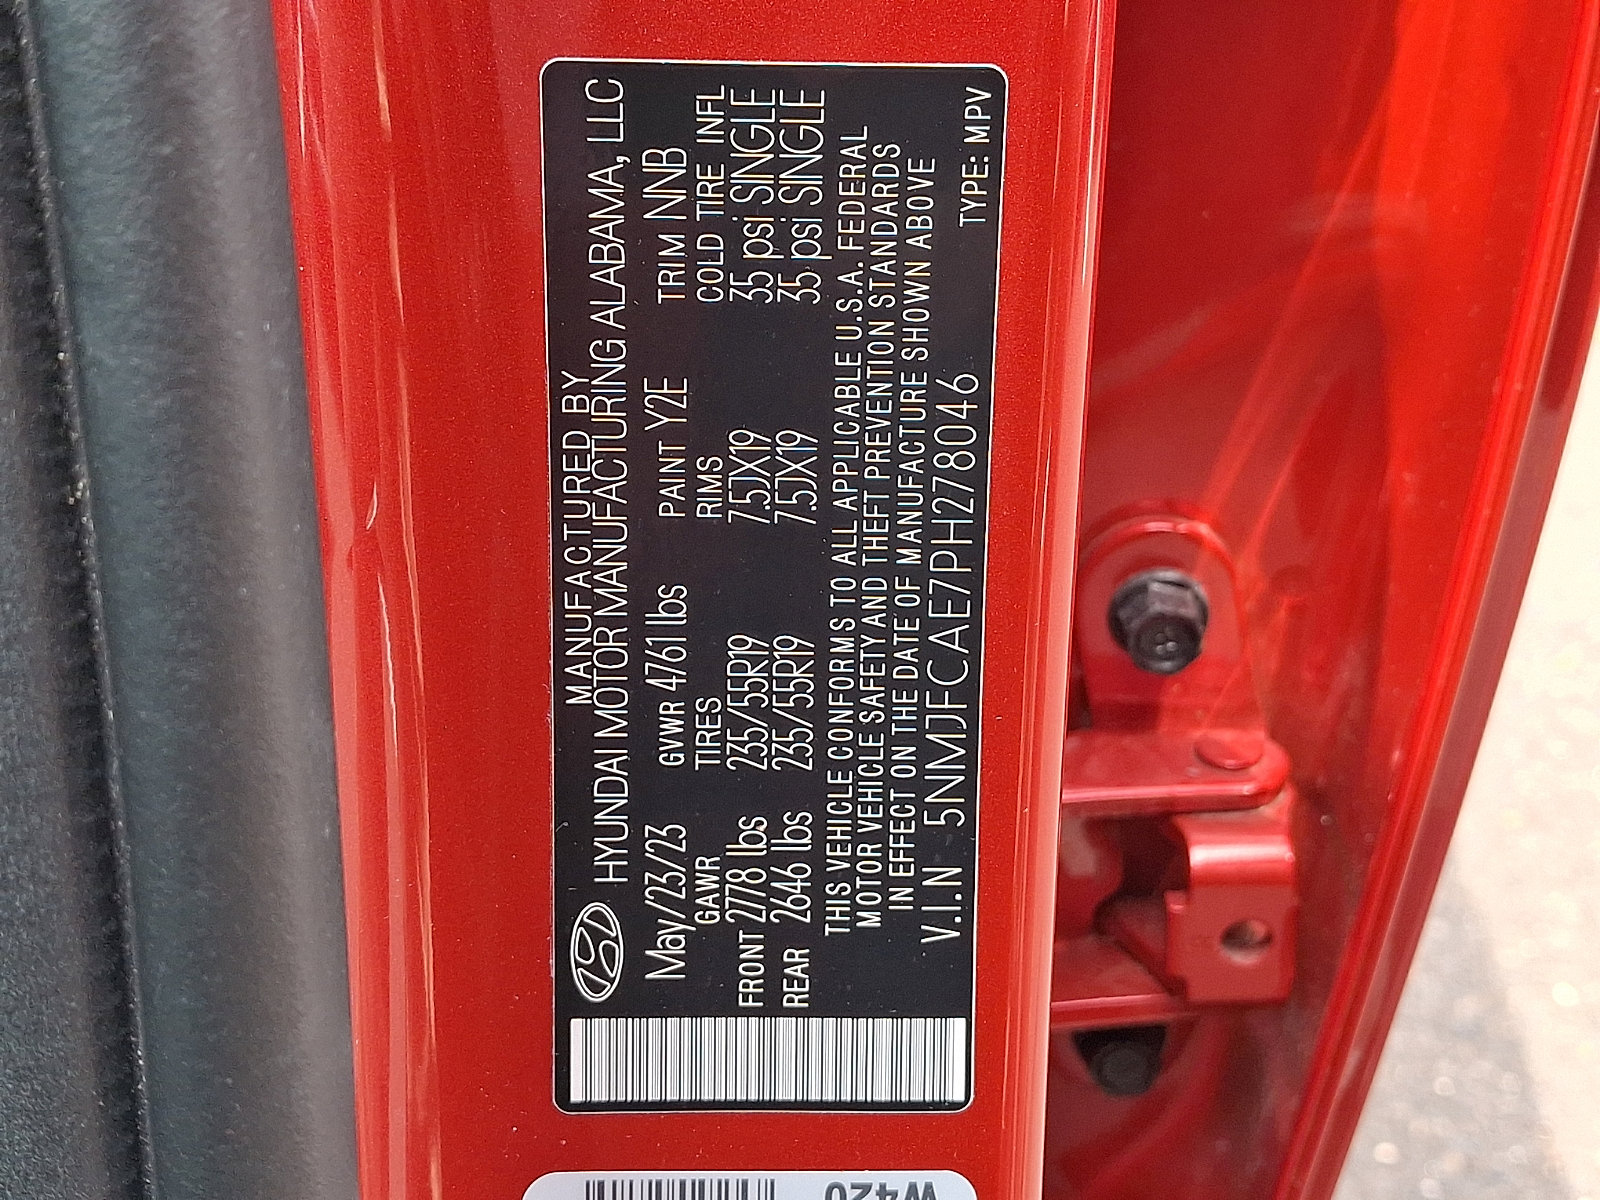 MANUFACTURED BY
HYUNDAI MOTOR MANUFACTURING ALABAMA, LLC
May/23/23 GVWR 4761 lbs PAINT Y2E TRIM NNB
GAWR TIRES RIMS COLD TIRE INFL
FRONT 2778 lbs 235/55R19 7.5JX19 35 psi SINGLE
REAR 2646 lbs 235/55R19 7.5JX19 35 psi SINGLE
THIS VEHICLE CONFORMS TO ALL APPLICABLE U.S.A. FEDERAL
MOTOR VEHICLE SAFETY AND THEFT PREVENTION STANDARDS
IN EFFECT ON THE DATE OF MANUFACTURE SHOWN ABOVE
V.I.N 5NMJFCAE7PH278046 TYPE: MPV
W420